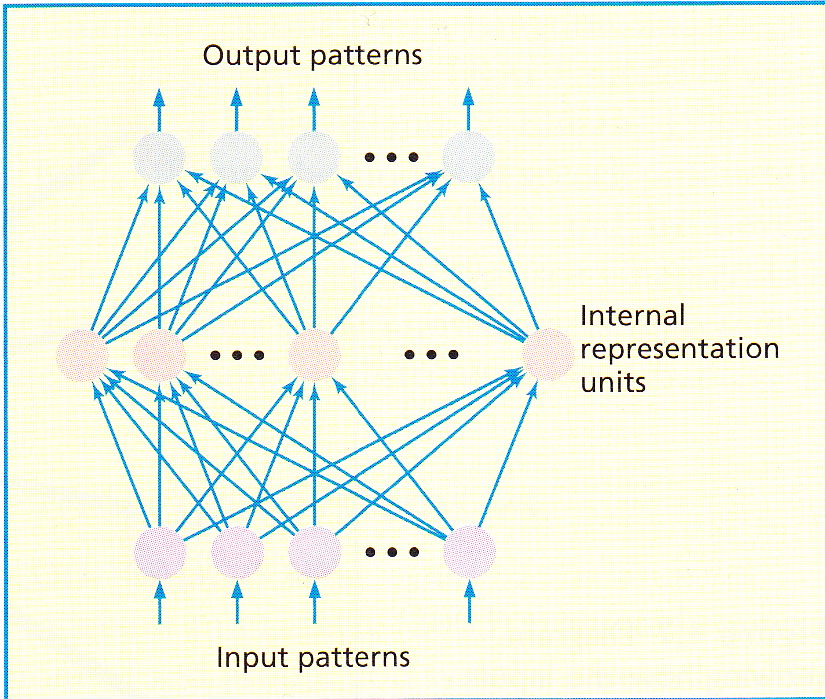 Output patterns
Internal
representation
units
Input patterns